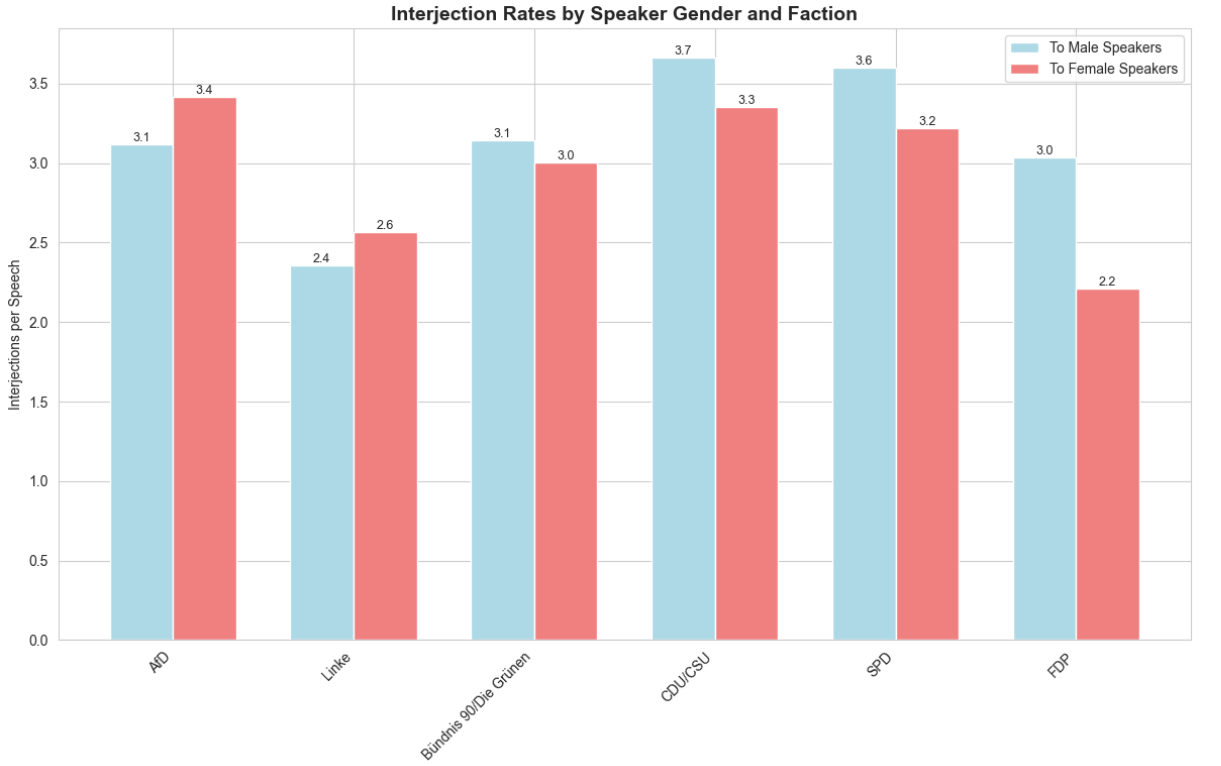 Interjection Rates by Speaker Gender and Faction
To Male Speakers
To Female Speakers
Interjections per Speech
3.5
3.0
2.5
2.0
1.5
1.0
0.5
0.0
3.1
3.4
2.4
2.6
3.1
3.0
3.7
3.3
3.6
3.2
3.0
2.2
AfD
Linke
Bündnis 90/Die Grünen
CDU/CSU
SPD
FDP